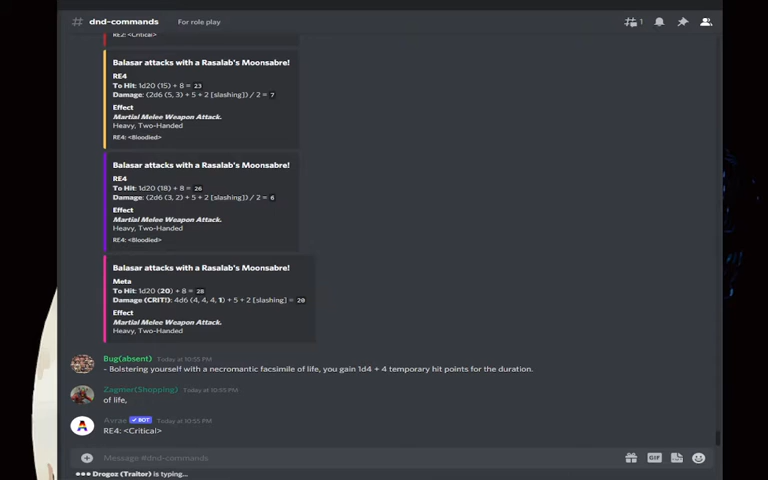 dnd-commands For role play 1
RE2: <Critical>
Balasar attacks with a Rasalab's Moonsabre!
RE4
To Hit: 1d20 (15) + 8 = 23
Damage: (2d6 (5, 3) + 5 + 2 [slashing]) / 2 = 7
Effect
Martial Melee Weapon Attack.
Heavy, Two-Handed
RE4: <Bloodied>
Balasar attacks with a Rasalab's Moonsabre!
RE4
To Hit: 1d20 (18) + 8 = 26
Damage: (2d6 (3, 2) + 5 + 2 [slashing]) / 2 = 6
Effect
Martial Melee Weapon Attack.
Heavy, Two-Handed
RE4: <Bloodied>
Balasar attacks with a Rasalab's Moonsabre!
Meta
To Hit: 1d20 (20) + 8 = 28
Damage (CRIT!): 4d6 (4, 4, 4, 1) + 5 + 2 [slashing] = 20
Effect
Martial Melee Weapon Attack.
Heavy, Two-Handed
Bug(absent) Today at 10:55 PM
- Bolstering yourself with a necromantic facsimile of life, you gain 1d4 + 4 temporary hit points for the duration.
Zagmer(Shopping) Today at 10:55 PM
of life,
Avrae BOT Today at 10:55 PM
RE4: <Critical>
Message #dnd-commands GIF
Drogoz (Traitor) is typing...